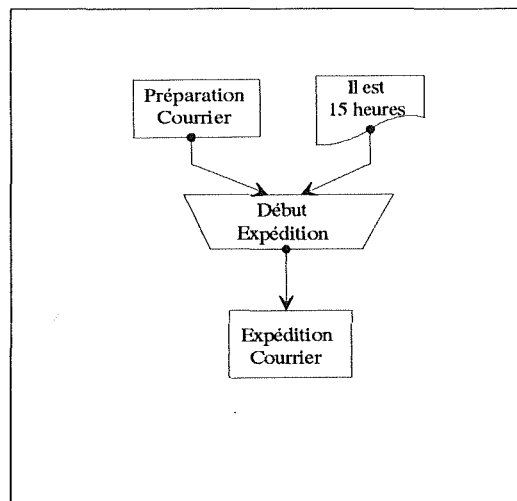 Préparation
Courrier
Il est
15 heures
Début
Expédition
Expédition
Courrier